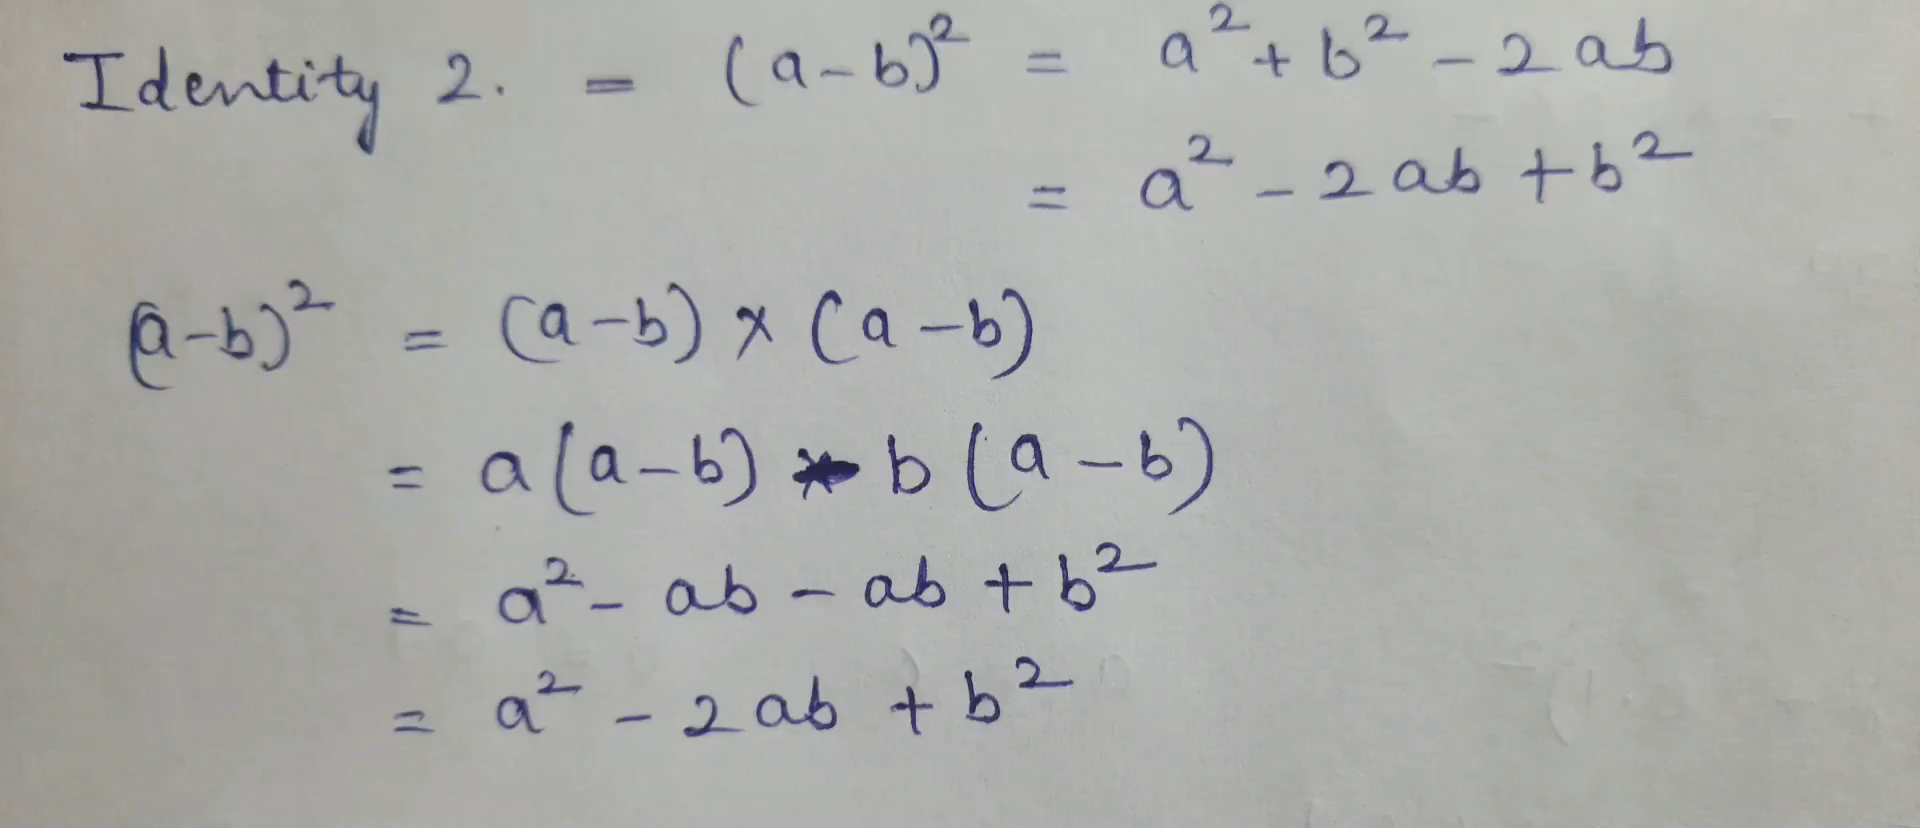 Identity 2. = (a-b)² = a² + b² - 2ab
= a² - 2ab + b²
(a-b)² = (a-b) × (a-b)
= a(a-b) - b(a-b)
= a² - ab - ab + b²
= a² - 2ab + b²